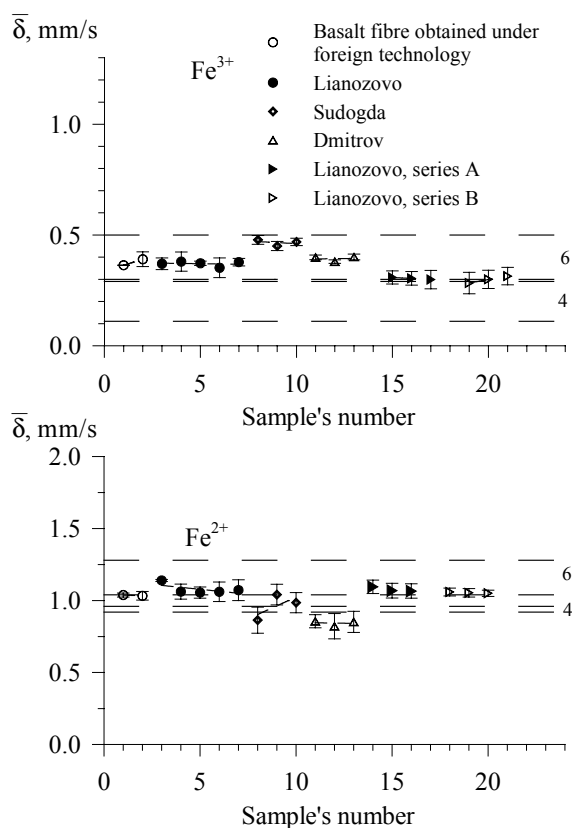 δ̅, mm/s
Fe³⁺
Basalt fibre obtained under
foreign technology
Lianozovo
Sudogda
Dmitrov
Lianozovo, series A
Lianozovo, series B
1.0
0.5
0.0
6
4
0 5 10 15 20
Sample's number
δ̅, mm/s
Fe²⁺
2.0
1.5
1.0
0.5
0.0
6
4
0 5 10 15 20
Sample's number